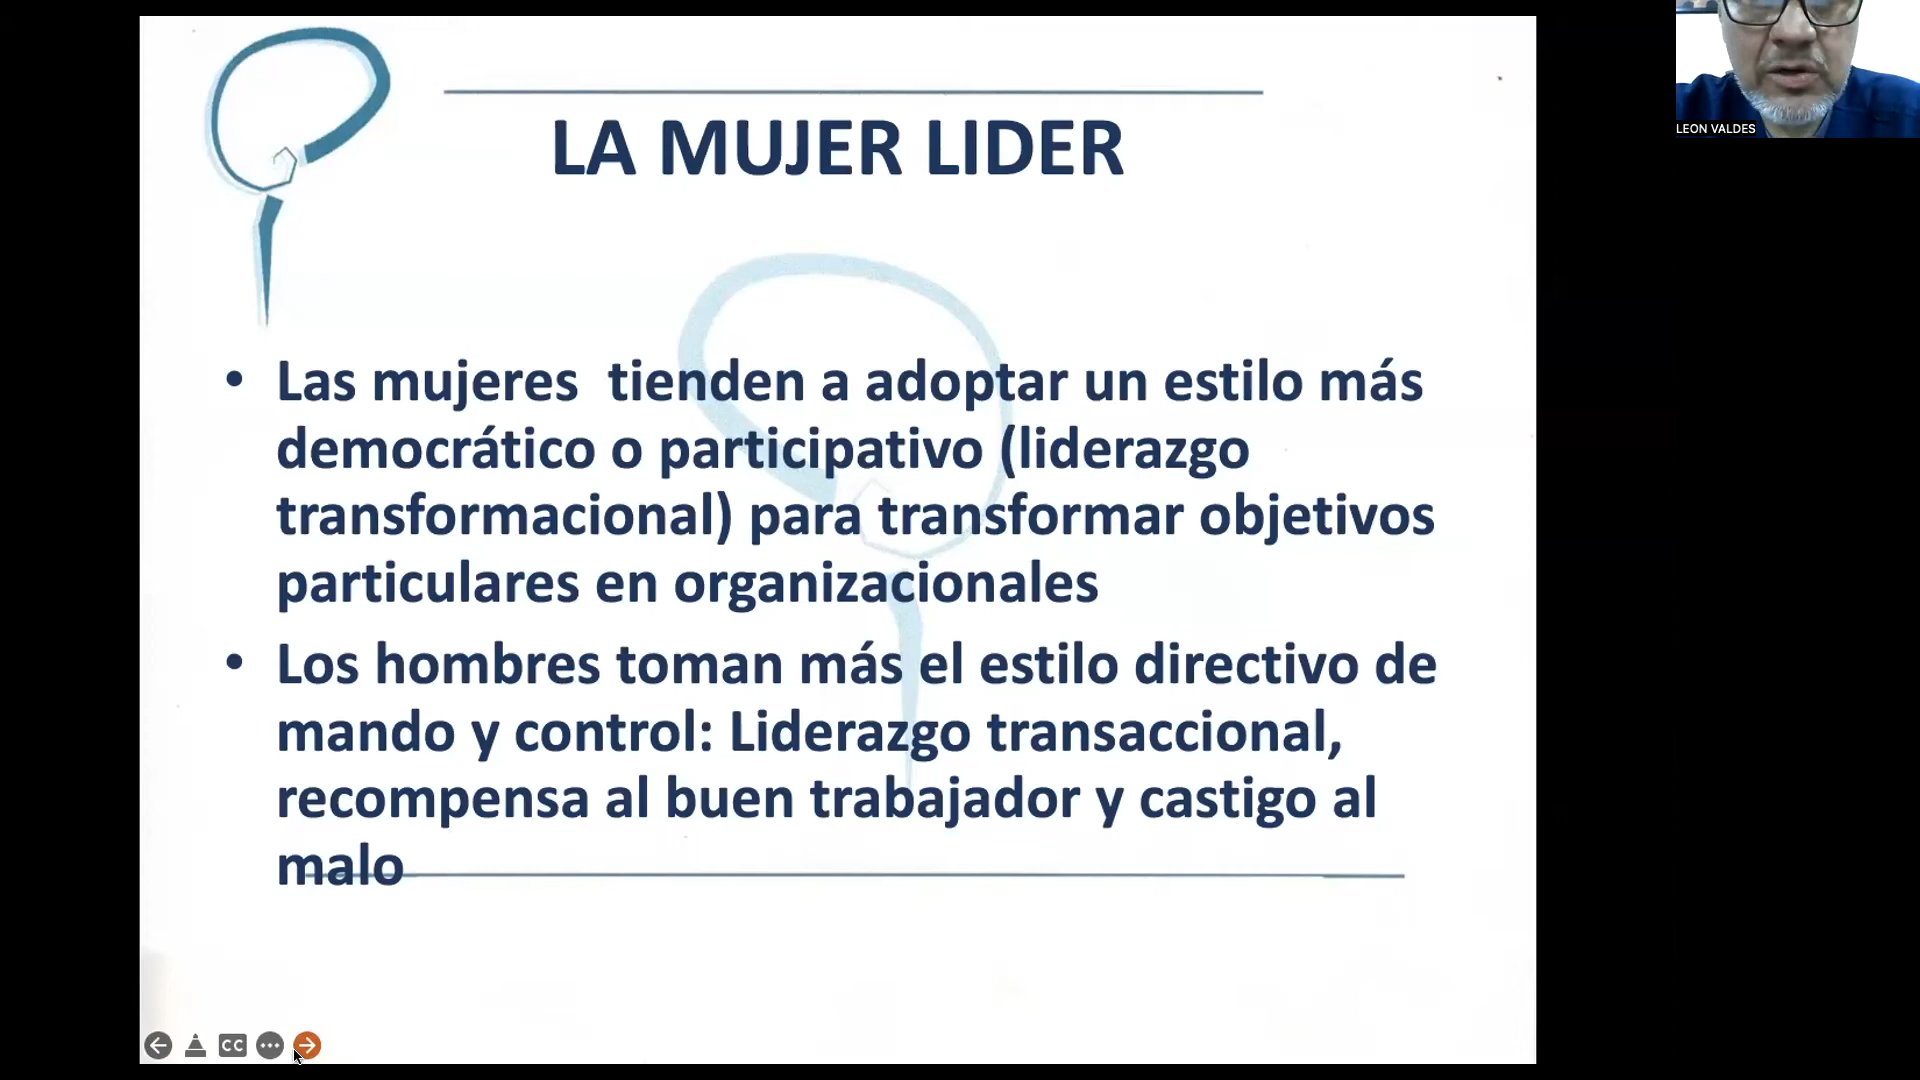 LA MUJER LIDER
• Las mujeres  tienden a adoptar un estilo más
democrático o participativo (liderazgo
transformacional) para transformar objetivos
particulares en organizacionales
• Los hombres toman más el estilo directivo de
mando y control: Liderazgo transaccional,
recompensa al buen trabajador y castigo al
malo
LEON VALDES
CC